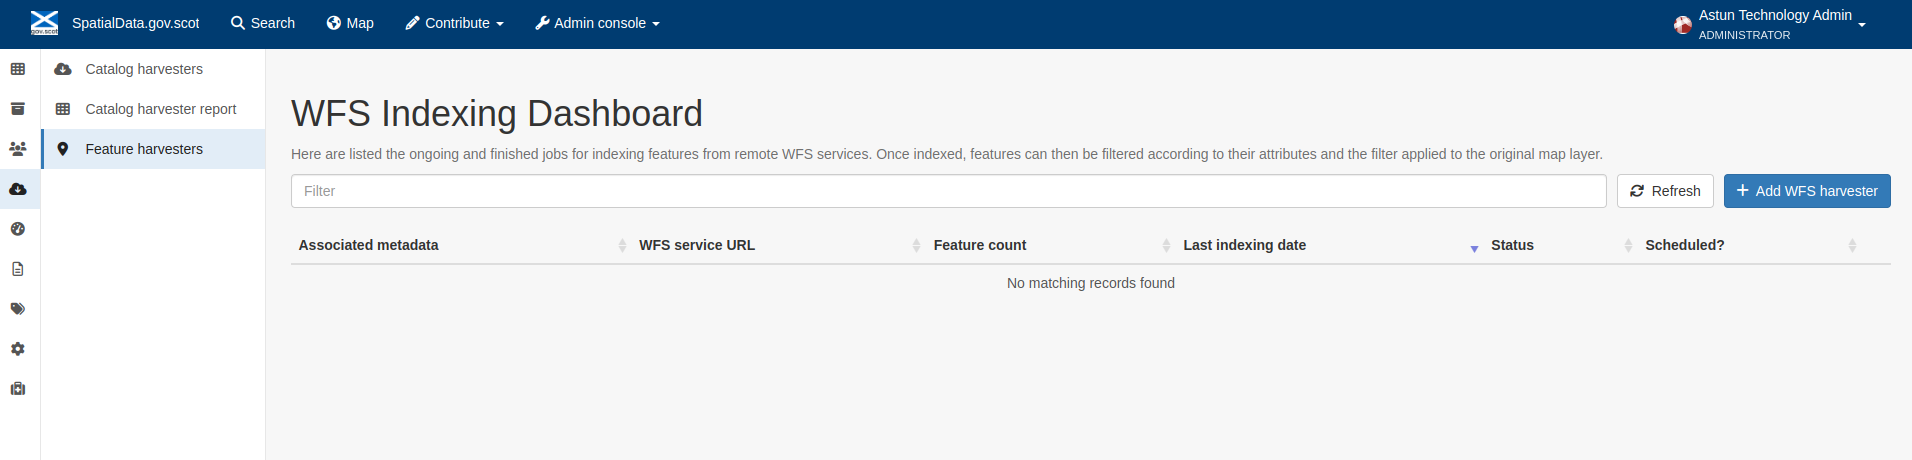 gov.scot
SpatialData.gov.scot
Search
Map
Contribute
Admin console
Astun Technology Admin
ADMINISTRATOR
Catalog harvesters
Catalog harvester report
Feature harvesters
WFS Indexing Dashboard
Here are listed the ongoing and finished jobs for indexing features from remote WFS services. Once indexed, features can then be filtered according to their attributes and the filter applied to the original map layer.
Filter
Refresh
Add WFS harvester
Associated metadata
WFS service URL
Feature count
Last indexing date
Status
Scheduled?
No matching records found